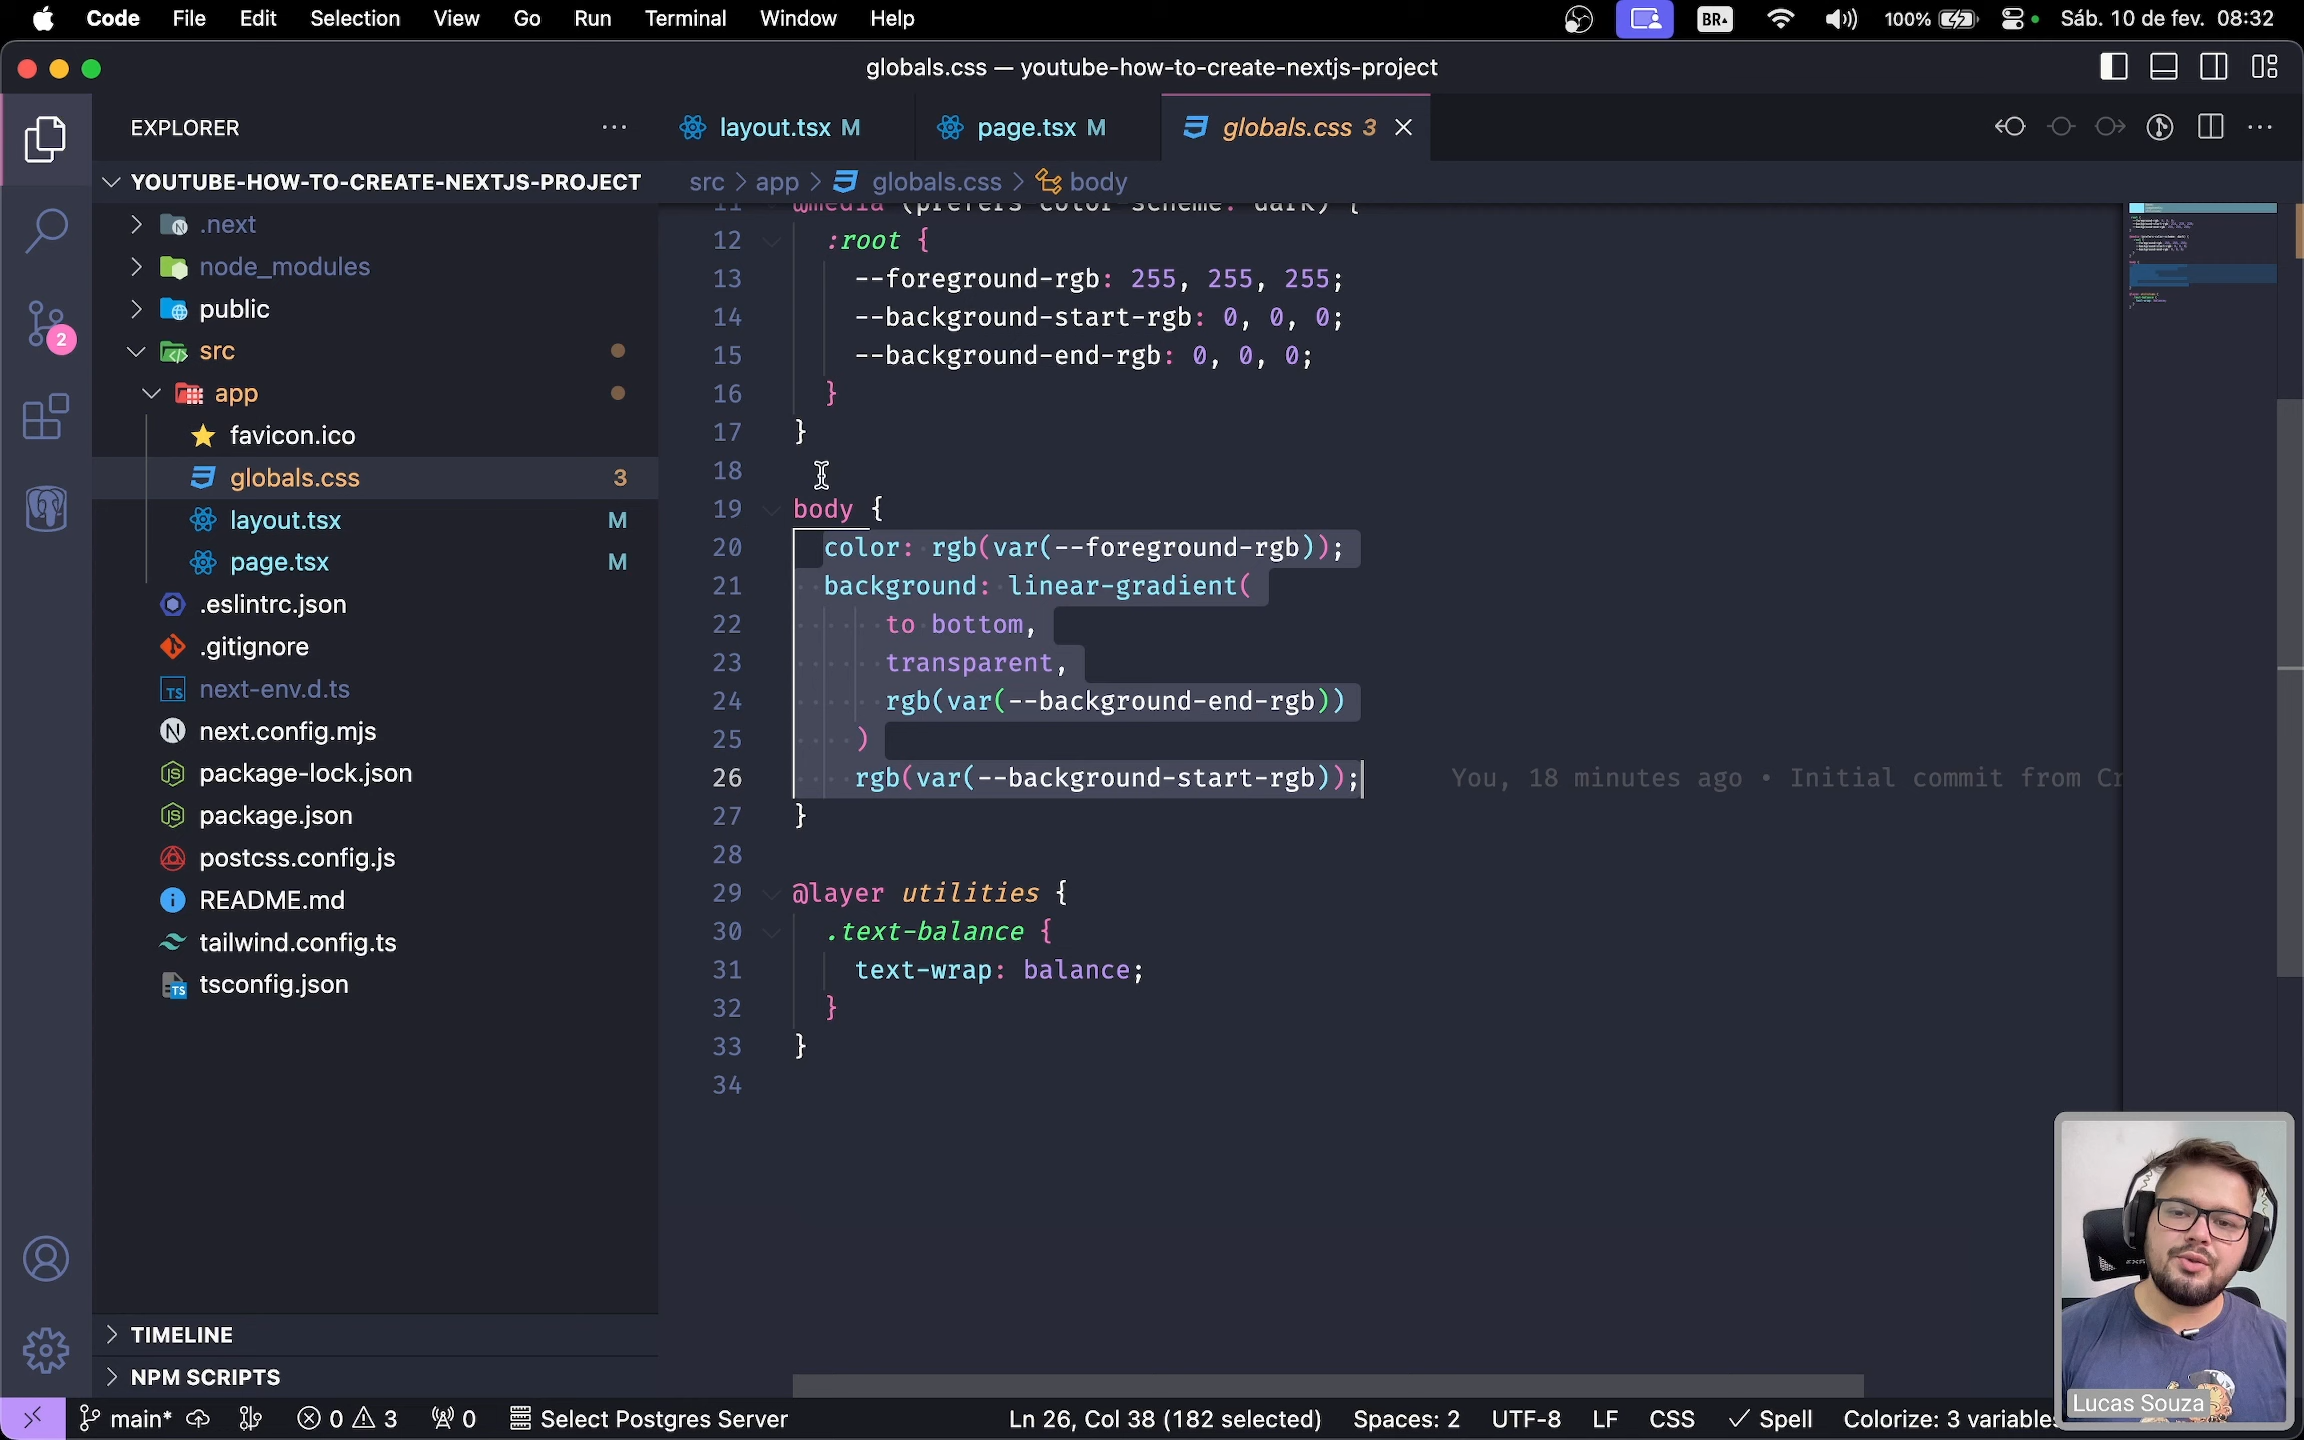 Code File Edit Selection View Go Run Terminal Window Help BR 100% Sáb. 10 de fev. 08:32
globals.css — youtube-how-to-create-nextjs-project
EXPLORER
layout.tsx M
page.tsx M
globals.css 3
YOUTUBE-HOW-TO-CREATE-NEXTJS-PROJECT
src > app > globals.css > body
.next
node_modules
public
src
app
favicon.ico
globals.css 3
layout.tsx M
page.tsx M
.eslintrc.json
.gitignore
next-env.d.ts
next.config.mjs
package-lock.json
package.json
postcss.config.js
README.md
tailwind.config.ts
tsconfig.json
TIMELINE
NPM SCRIPTS
2
11 @media (prefers-color-scheme: dark) {
12 :root {
13 --foreground-rgb: 255, 255, 255;
14 --background-start-rgb: 0, 0, 0;
15 --background-end-rgb: 0, 0, 0;
16 }
17 }
18
19 body {
20 color: rgb(var(--foreground-rgb));
21 background: linear-gradient(
22 to bottom,
23 transparent,
24 rgb(var(--background-end-rgb))
25 )
26 rgb(var(--background-start-rgb)); You, 18 minutes ago • Initial commit from Cr
27 }
28
29 @layer utilities {
30 .text-balance {
31 text-wrap: balance;
32 }
33 }
34
Lucas Souza
main* 0 3 0 Select Postgres Server Ln 26, Col 38 (182 selected) Spaces: 2 UTF-8 LF CSS Spell Colorize: 3 variables